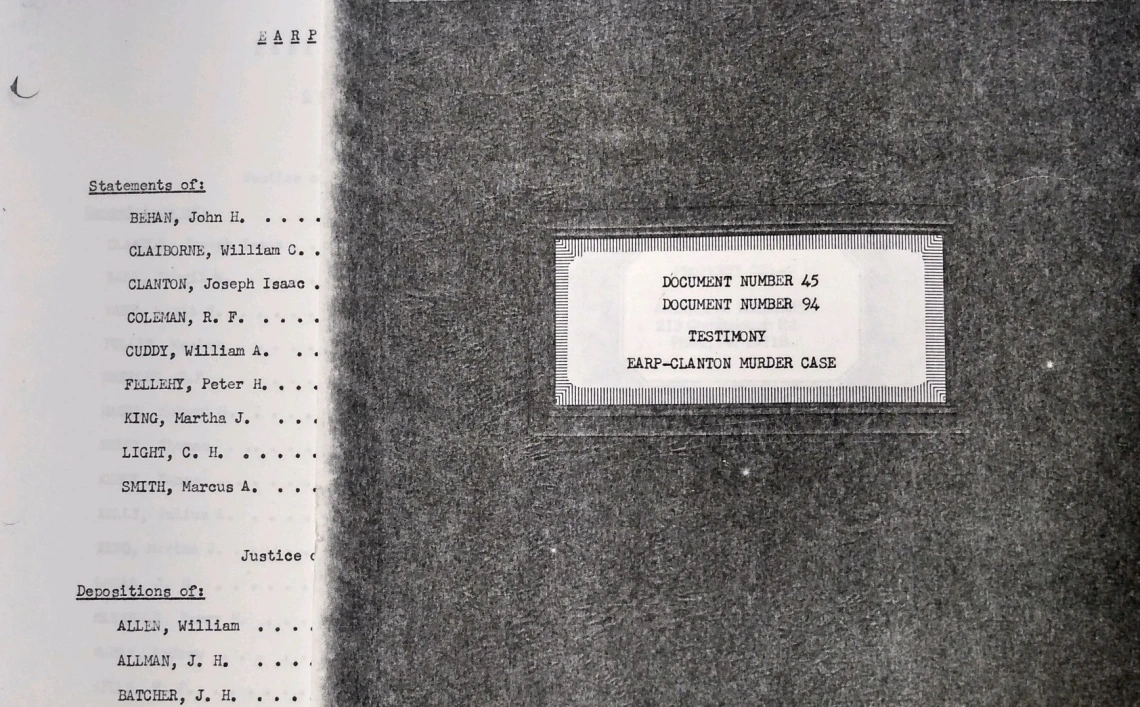 EARP
Statements of:
BEHAN, John H. . . . .
CLAIBORNE, William C. .
CLANTON, Joseph Isaac .
COLEMAN, R. F. . . . .
CUDDY, William A. . .
FELLEHY, Peter H. . . .
KING, Martha J. . . .
LIGHT, C. H. . . . . .
SMITH, Marcus A. . . .
Justice
Depositions of:
ALLEN, William . . . .
ALLMAN, J. H. . . . .
BATCHER, J. H. . . .
DOCUMENT NUMBER 45
DOCUMENT NUMBER 94
TESTIMONY
EARP-CLANTON MURDER CASE